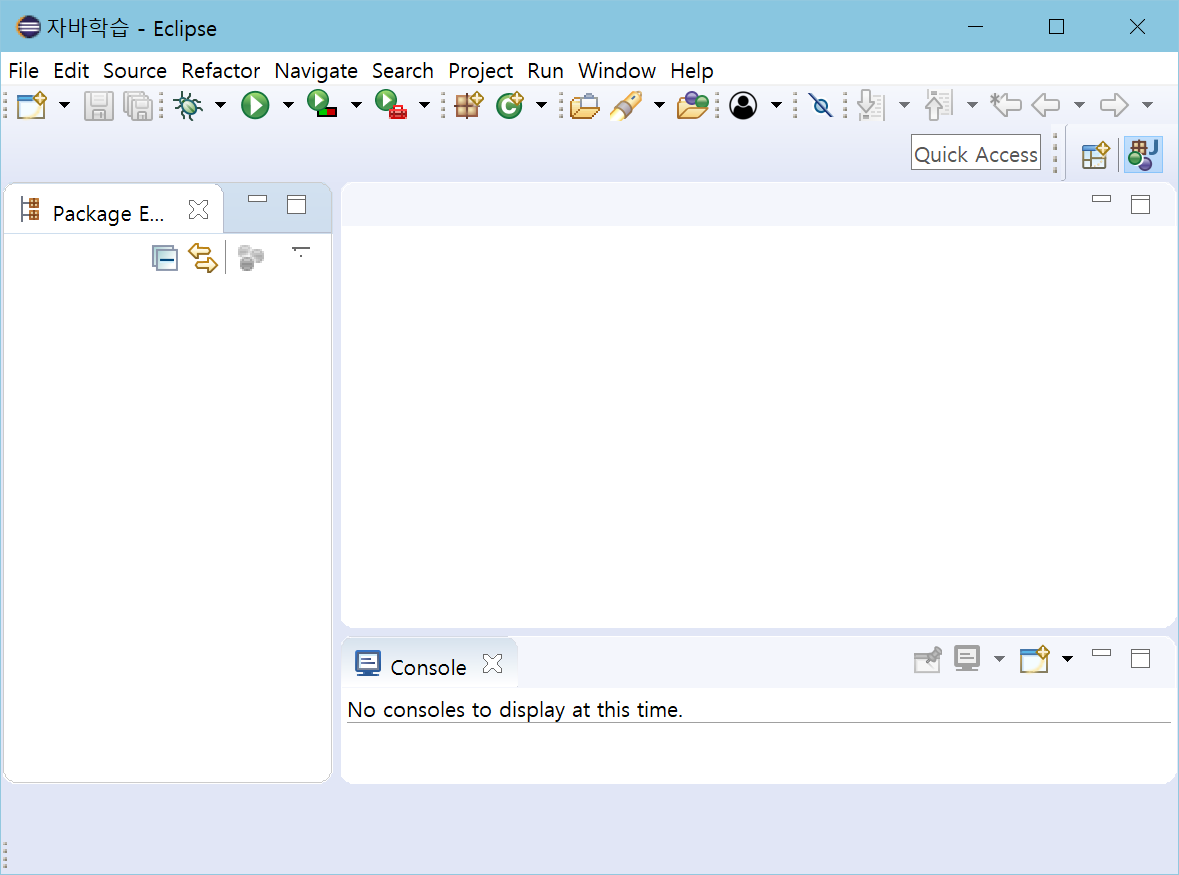 자바학습 - Eclipse
File Edit Source Refactor Navigate Search Project Run Window Help
Quick Access
Package E...
Console
No consoles to display at this time.